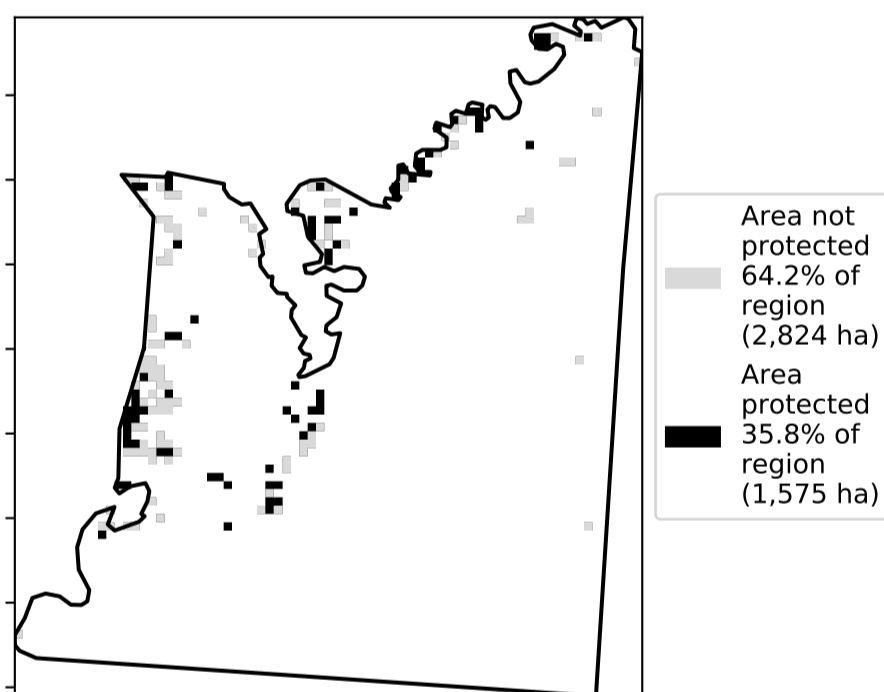 Area not
protected
64.2% of
region
(2,824 ha)
Area
protected
35.8% of
region
(1,575 ha)